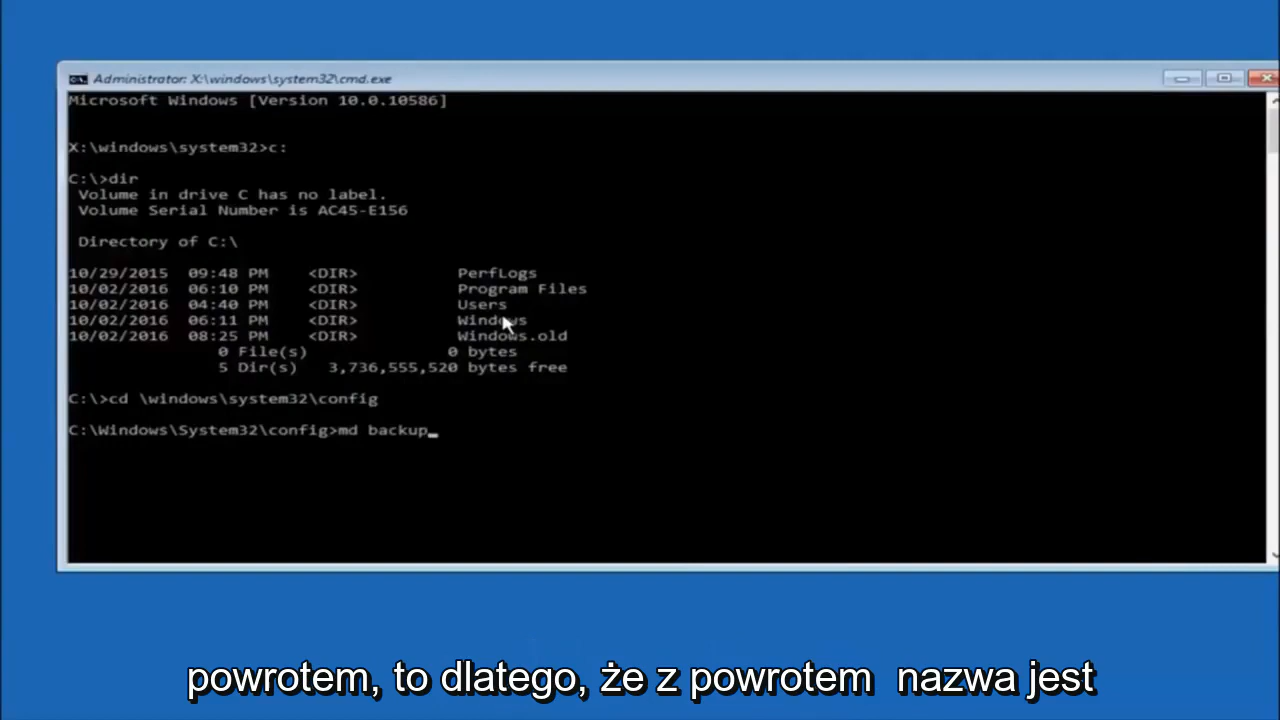 Administrator: X:\windows\system32\cmd.exe
Microsoft Windows [Version 10.0.10586]
X:\windows\system32>c:
C:\>dir
Volume in drive C has no label.
Volume Serial Number is AC45-E156
Directory of C:\
10/29/2015 09:48 PM <DIR> PerfLogs
10/02/2016 06:10 PM <DIR> Program Files
10/02/2016 04:40 PM <DIR> Users
10/02/2016 06:11 PM <DIR> Windows
10/02/2016 08:25 PM <DIR> Windows.old
0 File(s) 0 bytes
5 Dir(s) 3,736,555,520 bytes free
C:\>cd \windows\system32\config
C:\Windows\System32\config>md backup_
powrotem, to dlatego, że z powrotem nazwa jest